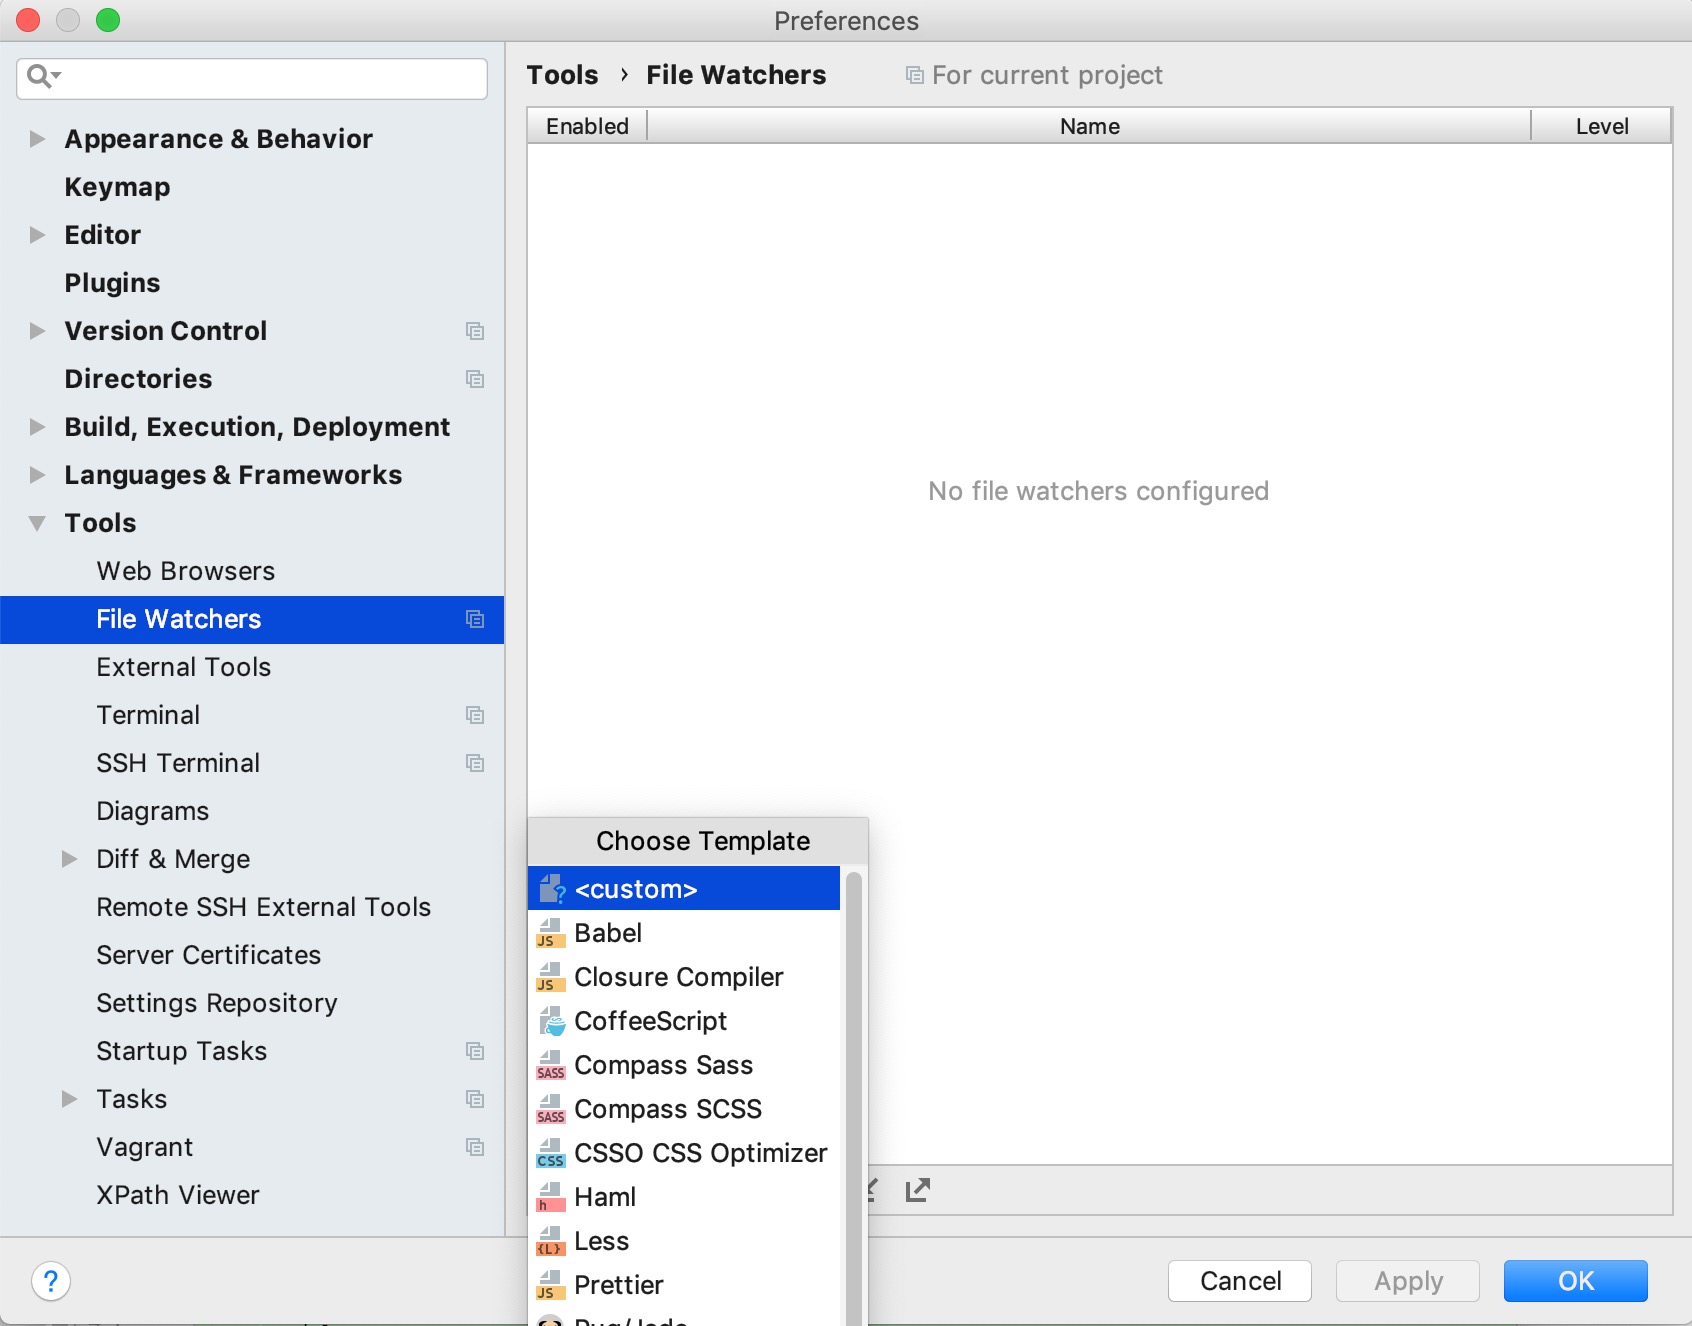 Preferences
Tools › File Watchers
For current project
Appearance & Behavior
Keymap
Editor
Plugins
Version Control
Directories
Build, Execution, Deployment
Languages & Frameworks
Tools
Web Browsers
File Watchers
External Tools
Terminal
SSH Terminal
Diagrams
Diff & Merge
Remote SSH External Tools
Server Certificates
Settings Repository
Startup Tasks
Tasks
Vagrant
XPath Viewer
Enabled
Name
Level
No file watchers configured
Choose Template
? <custom>
JS Babel
JS Closure Compiler
CoffeeScript
SASS Compass Sass
SASS Compass SCSS
CSS CSSO CSS Optimizer
h Haml
{L} Less
JS Prettier
?
Cancel
Apply
OK